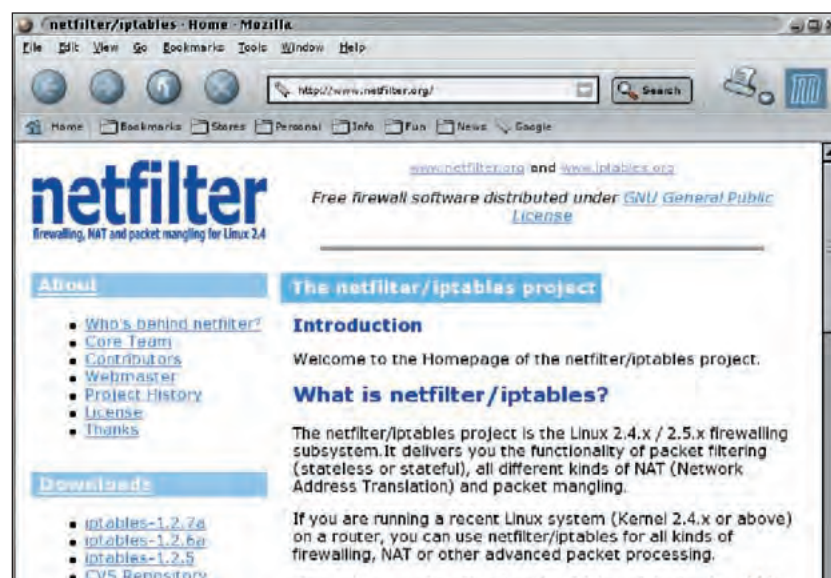 netfilter/iptables - Home - Mozilla
File Edit View Go Bookmarks Tools Window Help
http://www.netfilter.org/ Search
Home Bookmarks Stores Personal Info Fun News Google
netfilter
firewalling, NAT and packet mangling for Linux 2.4
www.netfilter.org and www.iptables.org
Free firewall software distributed under GNU General Public
License
About
Who's behind netfilter?
Core Team
Contributors
Webmaster
Project History
License
Thanks
Downloads
iptables-1.2.7a
iptables-1.2.6a
iptables-1.2.5
CVS Repository
The netfilter/iptables project
Introduction
Welcome to the Homepage of the netfilter/iptables project.
What is netfilter/iptables?
The netfilter/iptables project is the Linux 2.4.x / 2.5.x firewalling
subsystem.It delivers you the functionality of packet filtering
(stateless or stateful), all different kinds of NAT (Network
Address Translation) and packet mangling.
If you are running a recent Linux system (Kernel 2.4.x or above)
on a router, you can use netfilter/iptables for all kinds of
firewalling, NAT or other advanced packet processing.